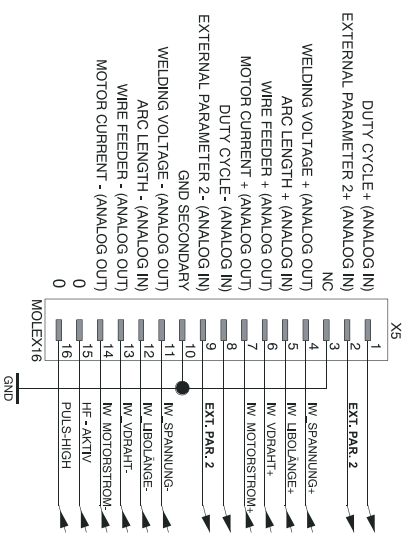 X5
DUTY CYCLE + (ANALOG IN)
1
EXTERNAL PARAMETER 2+ (ANALOG IN)
2
EXT. PAR. 2
NC
3
WELDING VOLTAGE + (ANALOG OUT)
4
IW_SPANNUNG+
ARC LENGTH + (ANALOG IN)
5
IW_LIBOLÄNGE+
WIRE FEEDER + (ANALOG OUT)
6
IW_VDRAHT+
MOTOR CURRENT + (ANALOG OUT)
7
IW_MOTORSTROM+
DUTY CYCLE- (ANALOG IN)
8
EXTERNAL PARAMETER 2- (ANALOG IN)
9
EXT. PAR. 2
GND SECONDARY
10
WELDING VOLTAGE - (ANALOG OUT)
11
IW_SPANNUNG-
ARC LENGTH - (ANALOG IN)
12
IW_LIBOLÄNGE-
WIRE FEEDER - (ANALOG OUT)
13
IW_VDRAHT-
MOTOR CURRENT - (ANALOG OUT)
14
IW_MOTORSTROM-
0
15
HF - AKTIV
0
16
PULS-HIGH
MOLEX16
GND